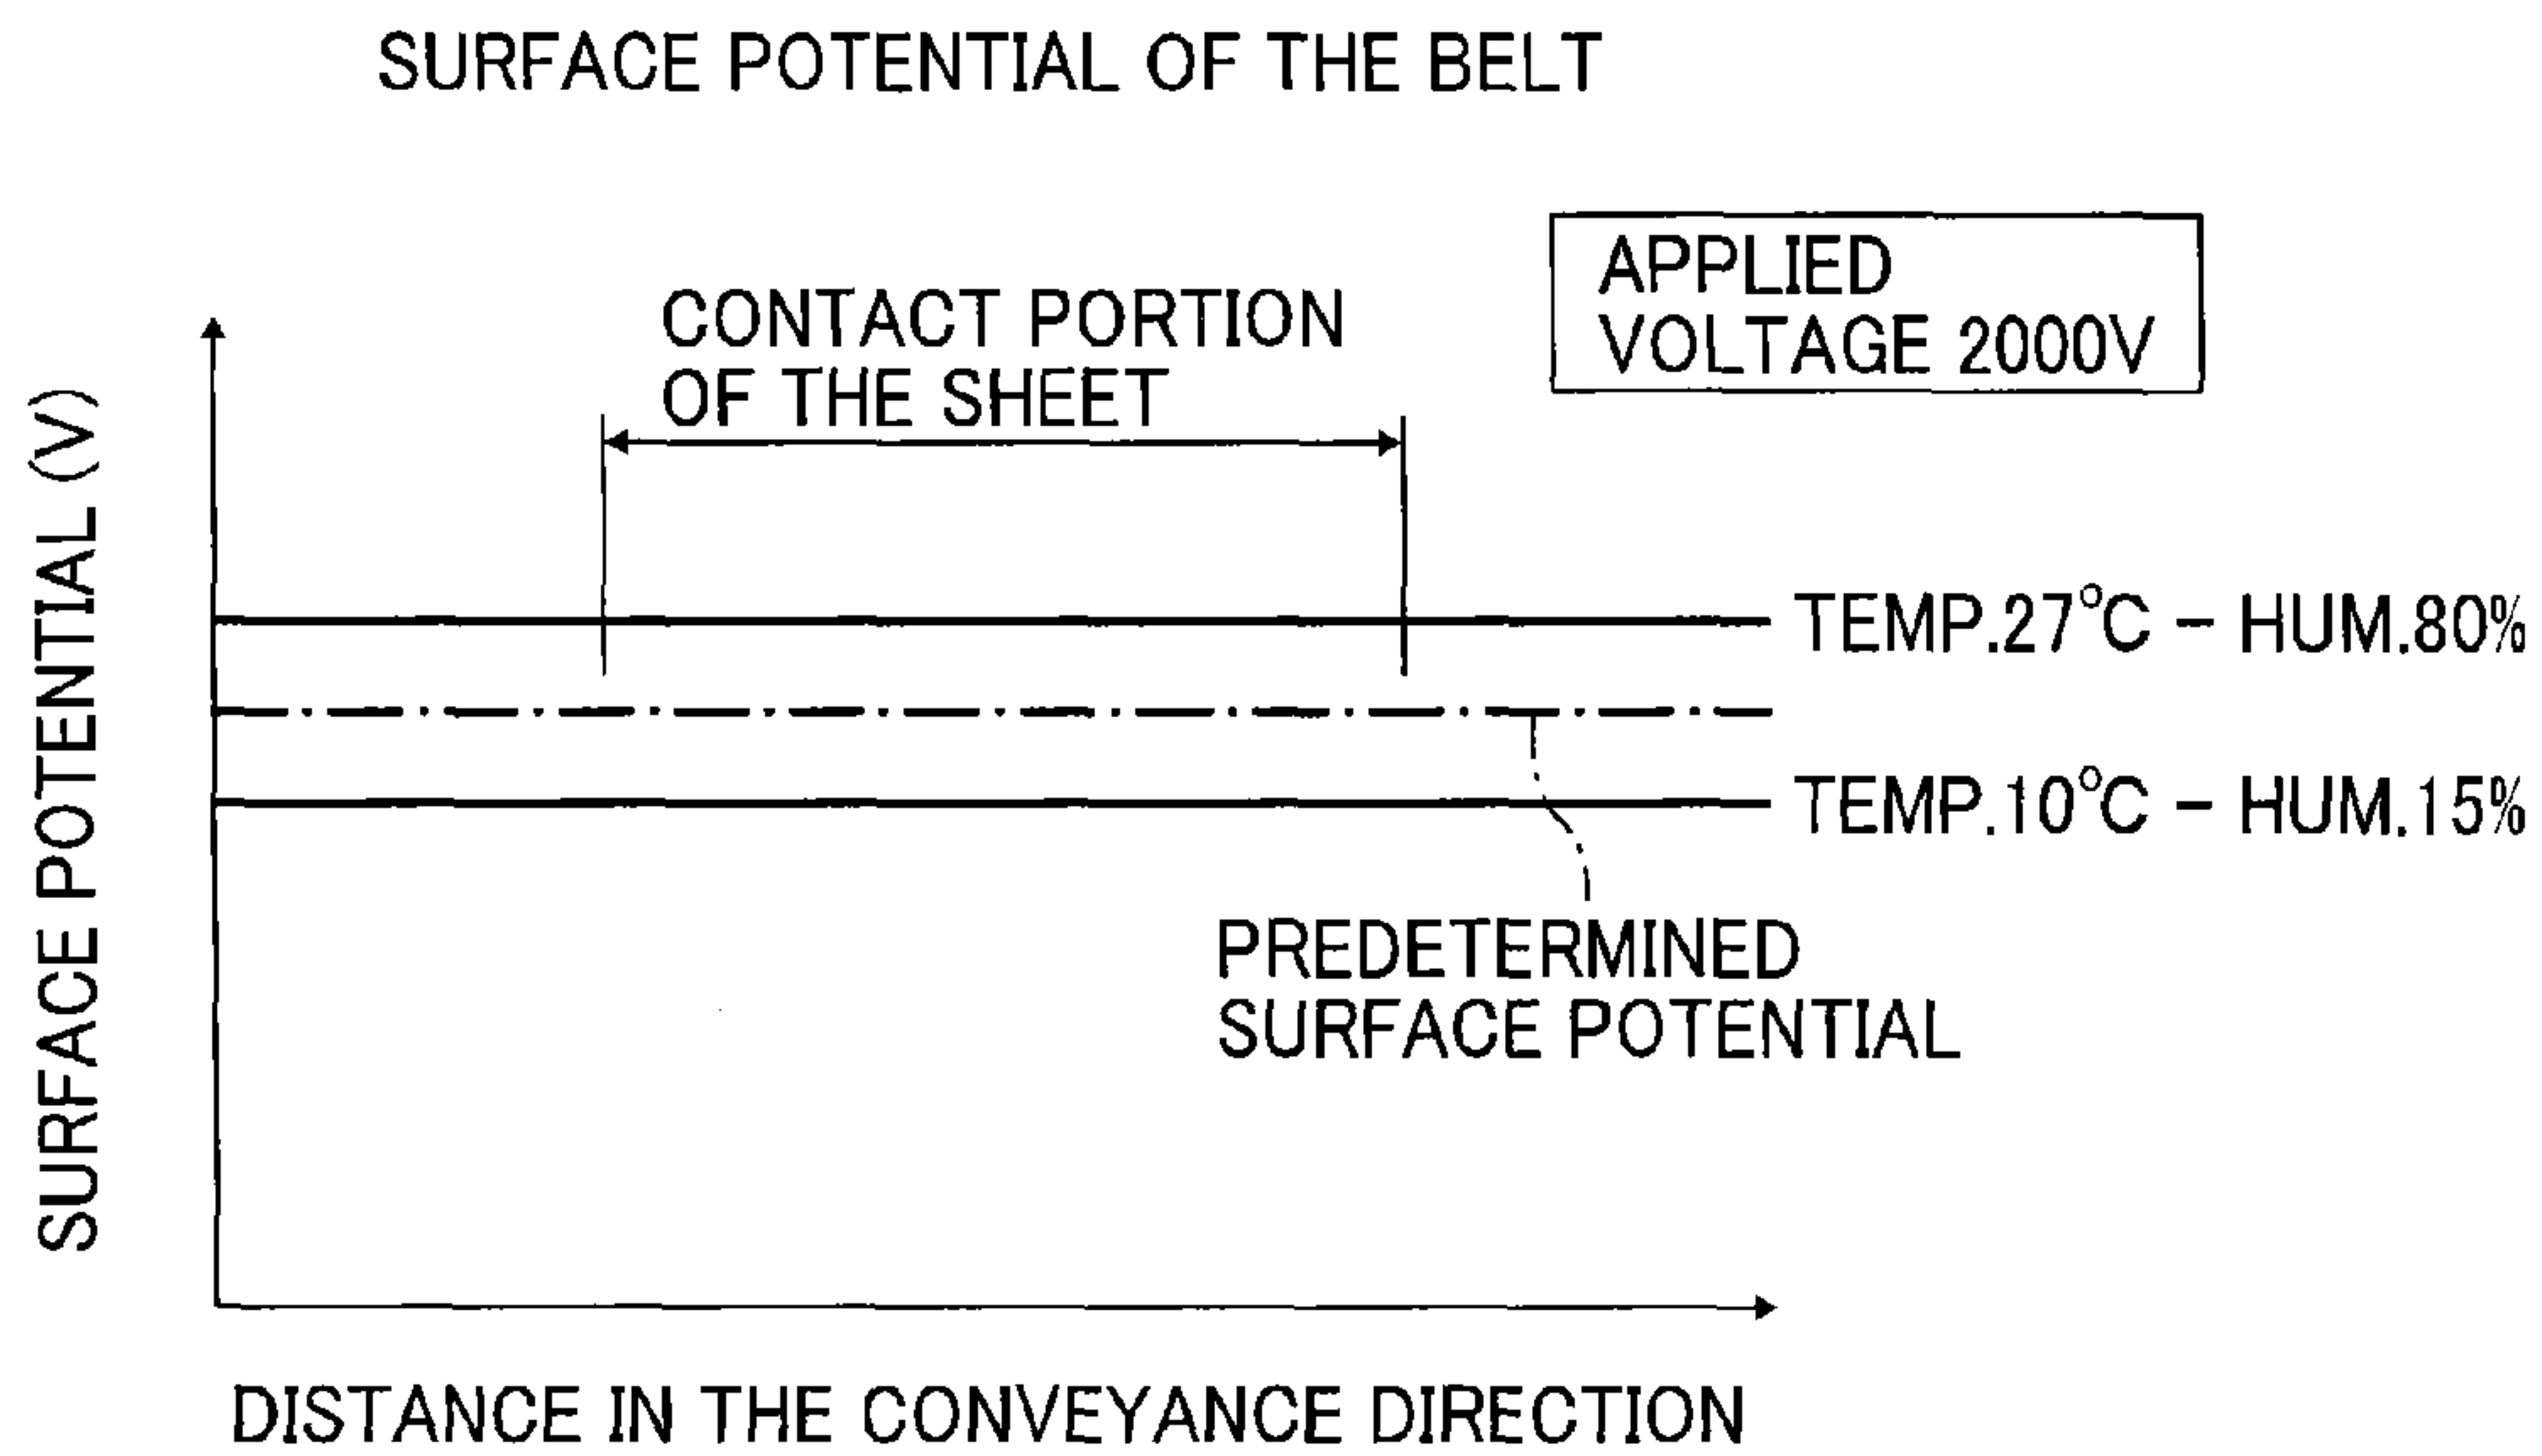 SURFACE POTENTIAL OF THE BELT
APPLIED
VOLTAGE 2000V
CONTACT PORTION
OF THE SHEET
SURFACE POTENTIAL (V)
TEMP.27°C - HUM.80%
TEMP.10°C - HUM.15%
PREDETERMINED
SURFACE POTENTIAL
DISTANCE IN THE CONVEYANCE DIRECTION